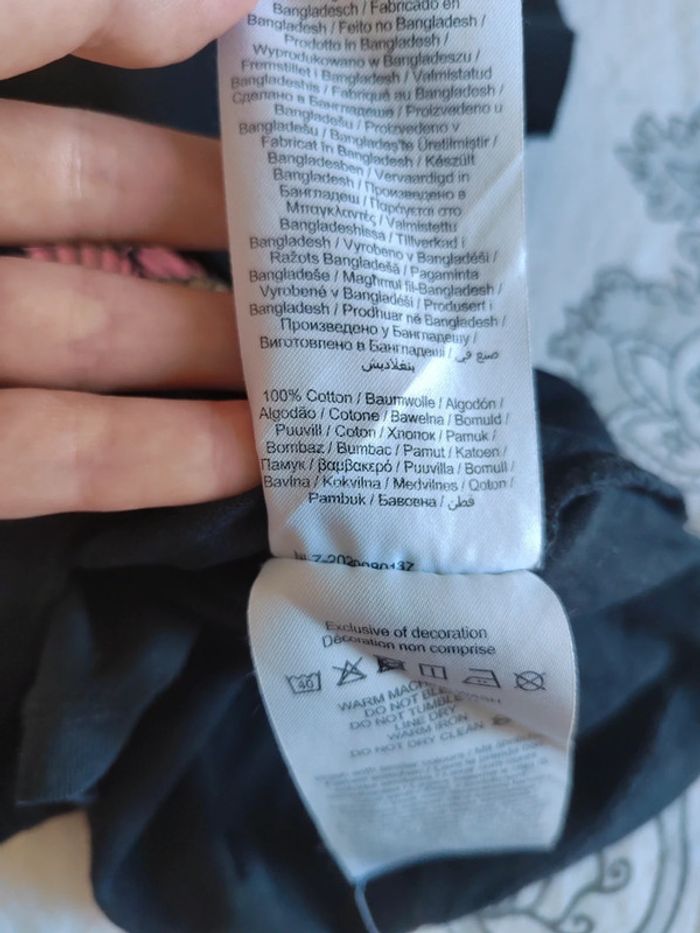 Bangladesch / Fabricado en
Bangladesh / Feito no Bangladesh /
Prodotto in Bangladesh /
Wyprodukowano w Bangladeszu /
Fremstillet i Bangladesh / Valmistatud
Bangladeshis / Fabriqué au Bangladesh /
Сделано в Бангладеше / Proizvedeno u
Bangladešu / Proizvedeno v
Bangladešu / Bangladeş'te Üretilmiştir /
Fabricat în Bangladesh / Készült
Bangladesben / Vervaardigd in
Bangladesh / Произведено в
Бангладеш / Παράγεται στο
Μπαγκλαντές / Valmistettu
Bangladeshissa / Tillverkad i
Bangladesh / Vyrobeno v Bangladéši /
Ražots Bangladešā / Pagaminta
Bangladeše / Magħmul fil-Bangladesh /
Vyrobené v Bangladéši / Produsert i
Bangladesh / Prodhuar në Bangladesh /
Произведено у Бангладешу /
Виготовлено в Бангладеші / صنع في
بنغلاديش
100% Cotton / Baumwolle / Algodón /
Algodão / Cotone / Bawełna / Bomuld /
Puuvill / Coton / Хлопок / Pamuk /
Bombaz / Bumbac / Pamut / Katoen /
Памук / βαμβακερό / Puuvilla / Bomull /
Bavlna / Kokvilna / Medvilnės / Qoton /
Pambuk / Бавовна / قطن
Exclusive of decoration
Décoration non comprise
40
WARM MACHINE WASH
DO NOT BLEACH
DO NOT TUMBLE DRY
LINE DRY
WARM IRON
DO NOT DRY CLEAN